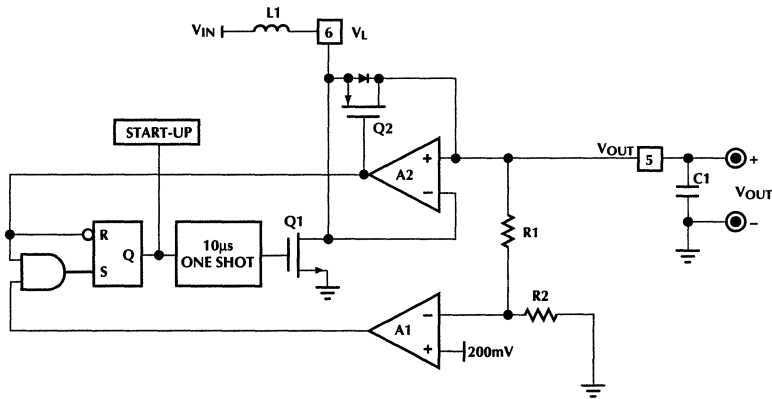 L1
VIN
6
VL
START-UP
Q2
+
A2
−
VOUT
5
+
C1
VOUT
−
R
Q
S
10μs
ONE SHOT
Q1
R1
R2
A1
−
+
200mV